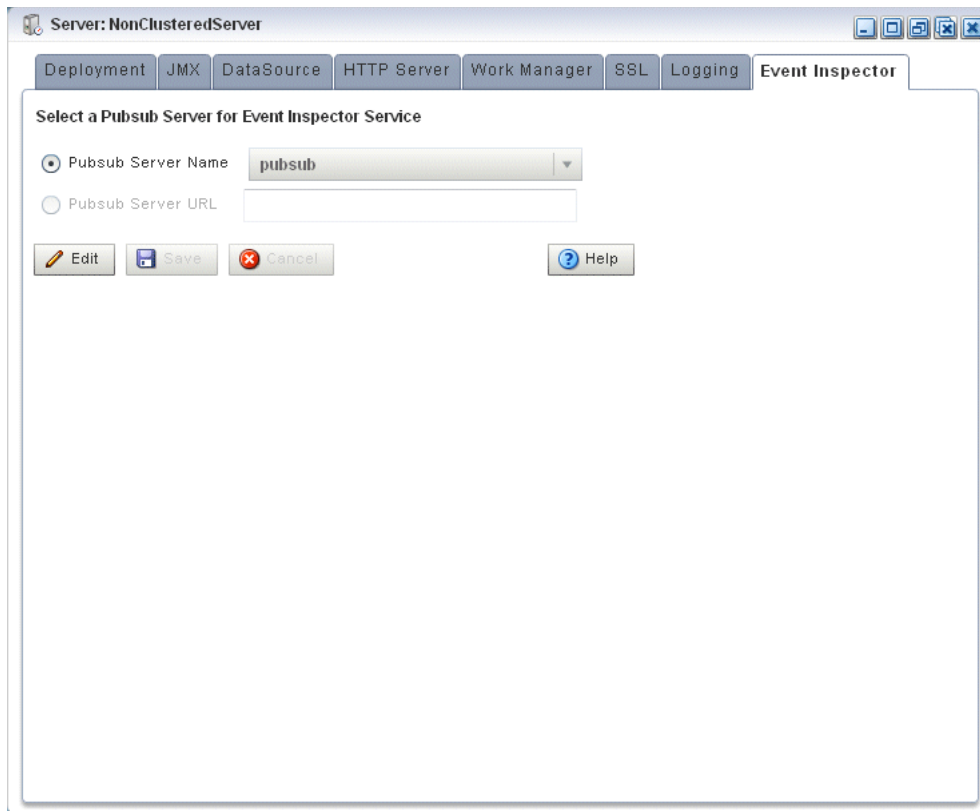 Server: NonClusteredServer
Deployment JMX DataSource HTTP Server Work Manager SSL Logging Event Inspector
Select a Pubsub Server for Event Inspector Service
Pubsub Server Name pubsub
Pubsub Server URL
Edit Save Cancel Help